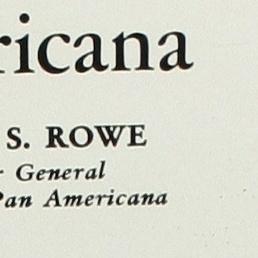 ricana
S. ROWE
General
Pan Americana